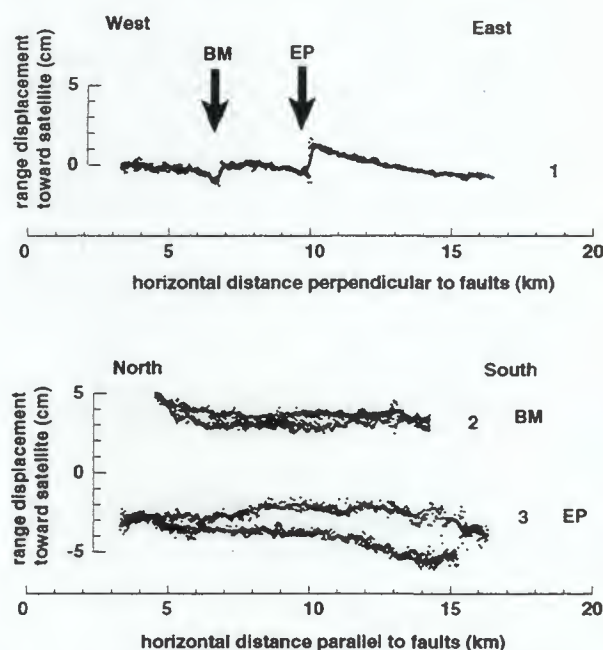 West East
BM EP
5
0
range displacement
toward satellite (cm)
1
0 5 10 15 20
horizontal distance perpendicular to faults (km)
North South
5
2 BM
0
range displacement
toward satellite (cm)
3 EP
-5
0 5 10 15 20
horizontal distance parallel to faults (km)